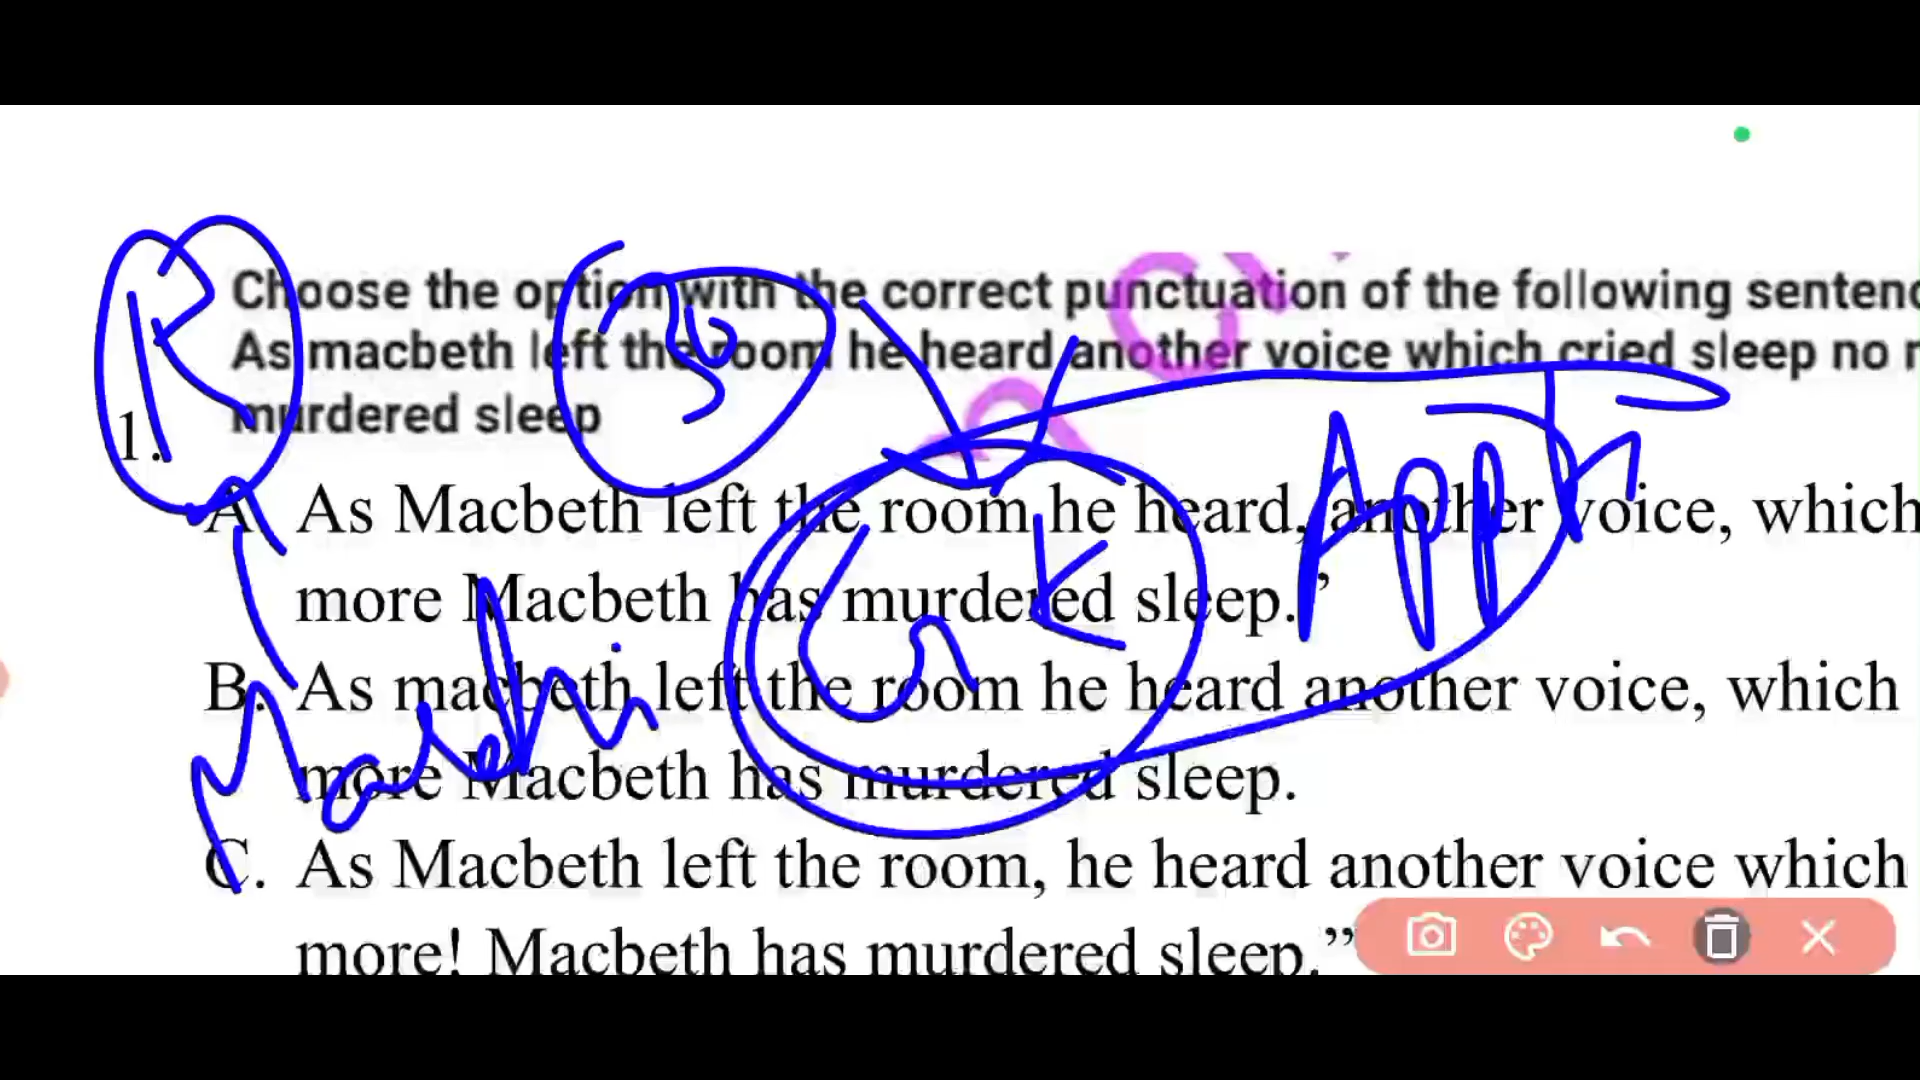 Choose the option with the correct punctuation of the following
As macbeth left the room he heard another voice which cried sleep no
murdered sleep
1.
A. As Macbeth left the room he heard, another voice, which
more Macbeth has murdered sleep.’
B. As macbeth left the room he heard another voice, which
more Macbeth has murdered sleep.
C. As Macbeth left the room, he heard another voice which
more! Macbeth has murdered sleep.”
R
GK